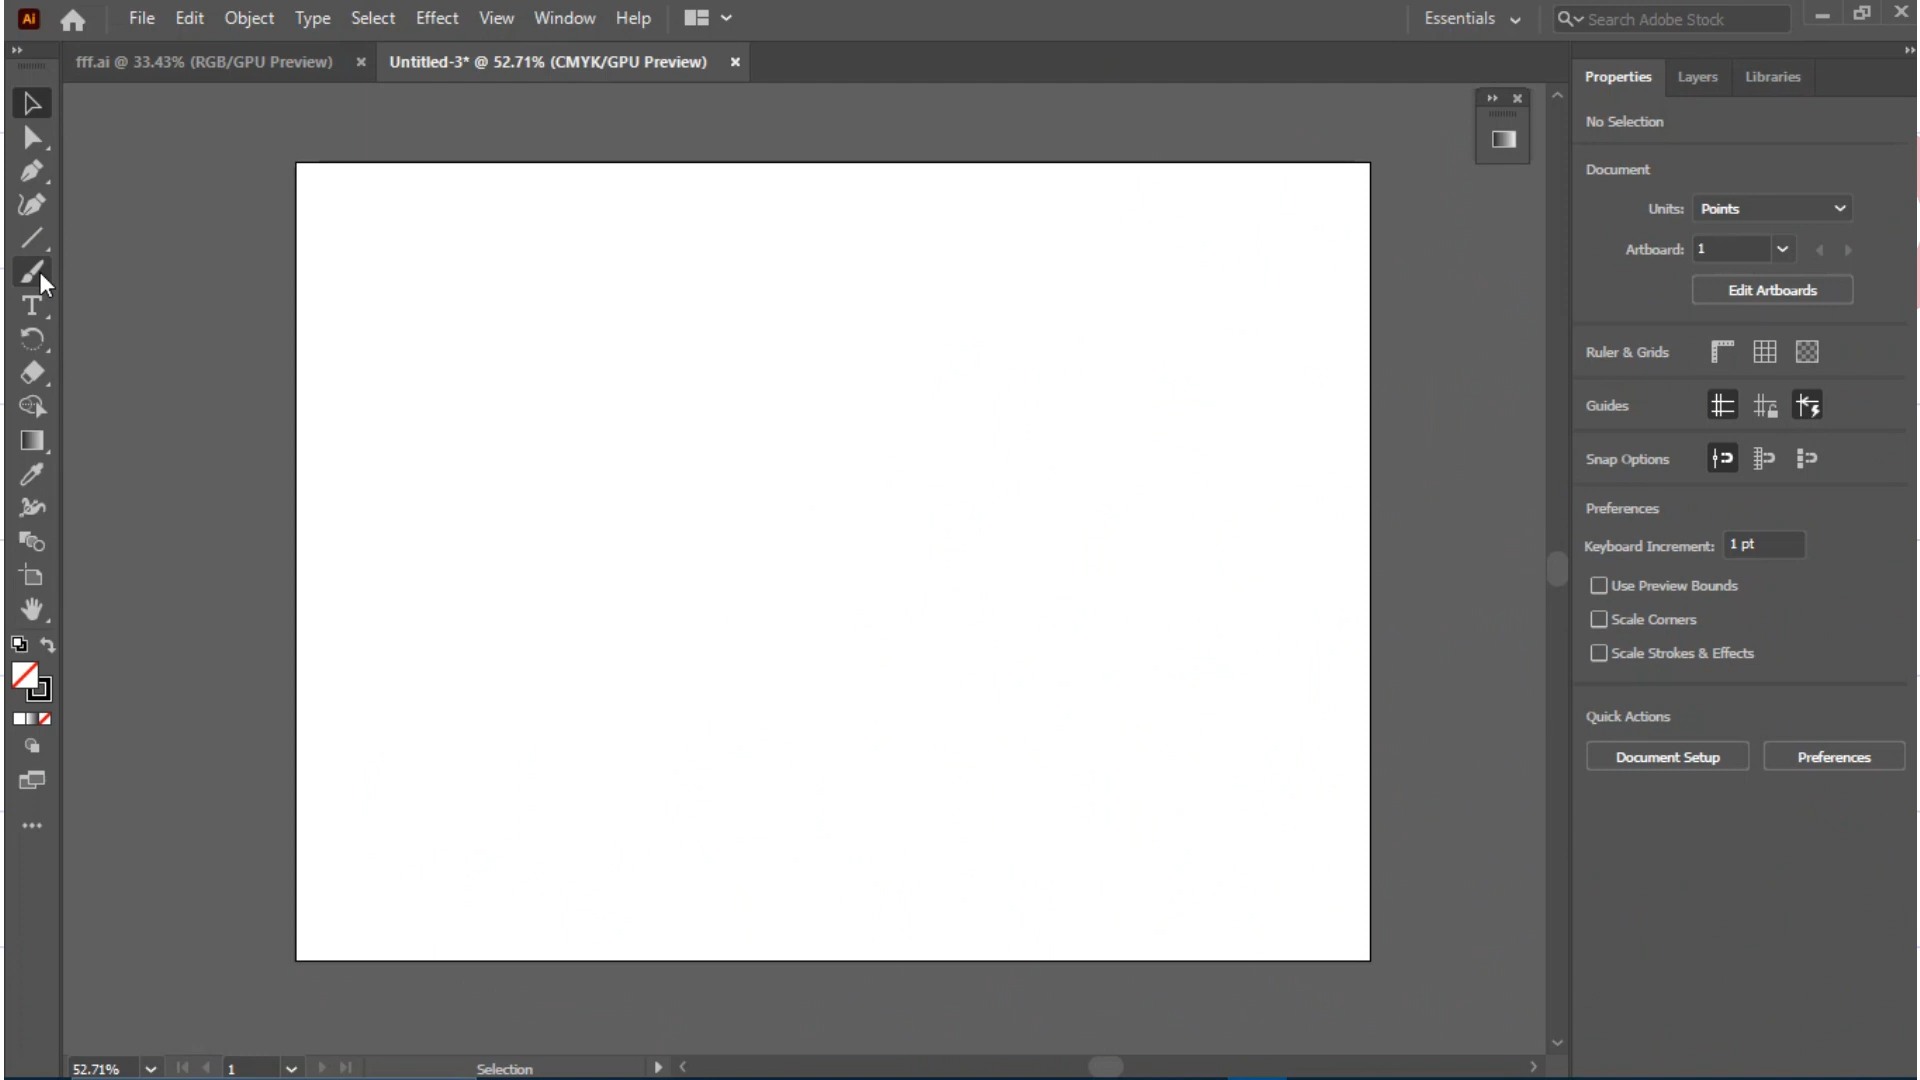 Ai File Edit Object Type Select Effect View Window Help Essentials Search Adobe Stock
fff.ai @ 33.43% (RGB/GPU Preview) Untitled-3* @ 52.71% (CMYK/GPU Preview)
Properties Layers Libraries
No Selection
Document
Units: Points
Artboard: 1
Edit Artboards
Ruler & Grids
Guides
Snap Options
Preferences
Keyboard Increment: 1 pt
Use Preview Bounds
Scale Corners
Scale Strokes & Effects
Quick Actions
Document Setup Preferences
52.71% 1 Selection